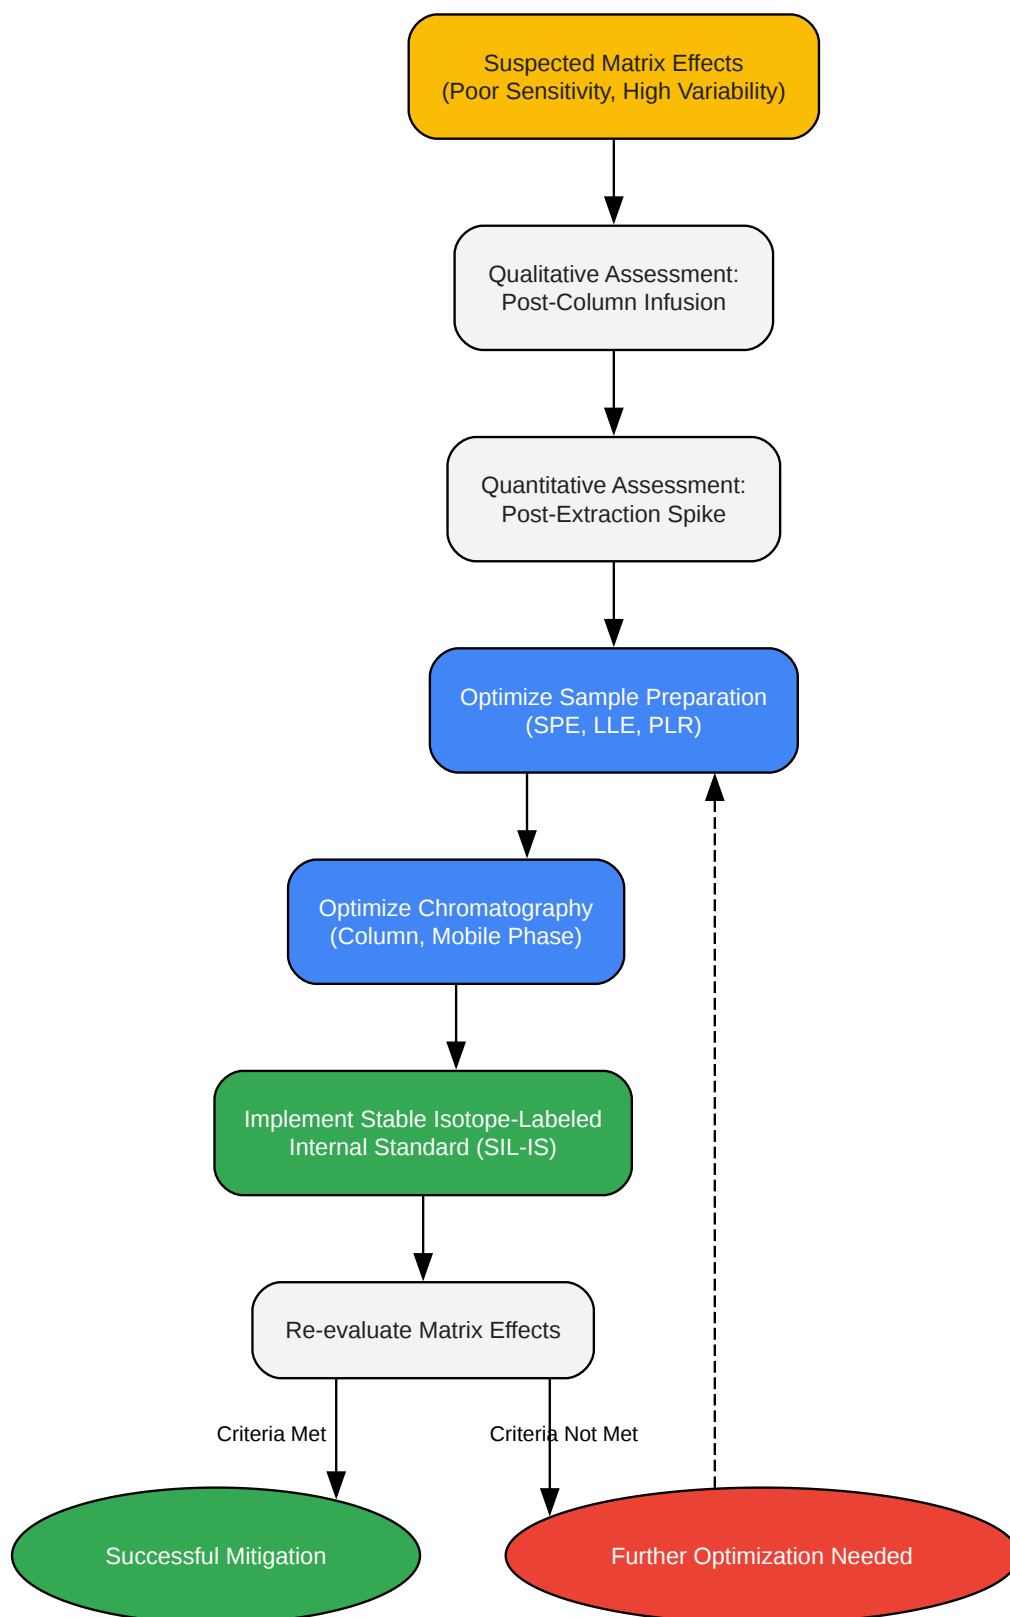 Suspected Matrix Effects
(Poor Sensitivity, High Variability)
Qualitative Assessment:
Post-Column Infusion
Quantitative Assessment:
Post-Extraction Spike
Optimize Sample Preparation
(SPE, LLE, PLR)
Optimize Chromatography
(Column, Mobile Phase)
Implement Stable Isotope-Labeled
Internal Standard (SIL-IS)
Re-evaluate Matrix Effects
Criteria Met
Criteria Not Met
Successful Mitigation
Further Optimization Needed